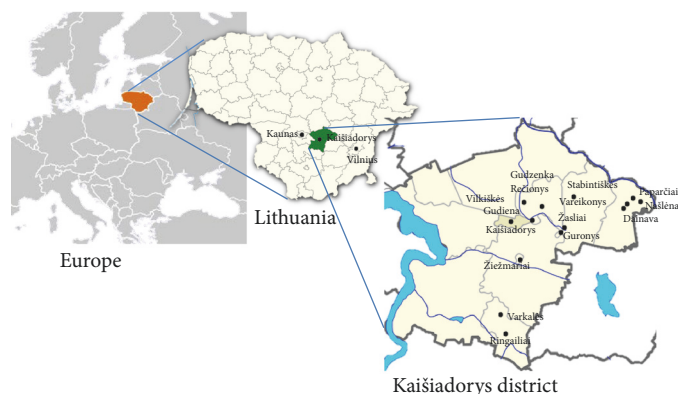 Kaunas
Kaišiadorys
Vilnius
Lithuania
Europe
Gudzenka
Rečionys
Stabintiškės
Paparčiai
Vilkiškės
Vareikonys
Našlėnai
Gudiena
Dainava
Kaišiadorys
Žasliai
Guronys
Žiežmariai
Varkalės
Ringailiai
Kaišiadorys district